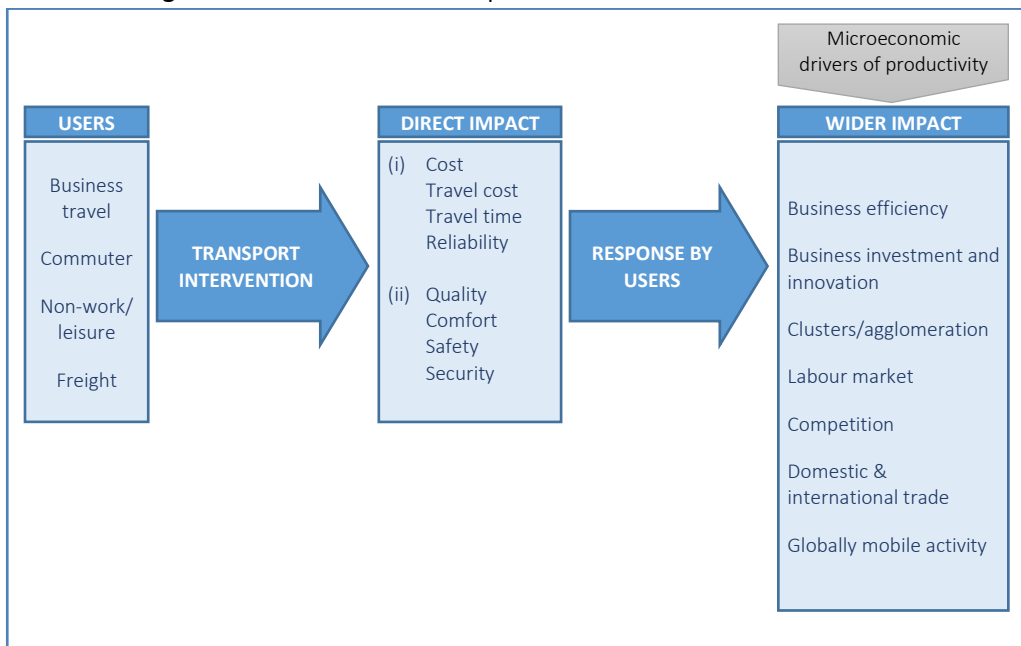 Microeconomic
drivers of productivity
USERS
Business
travel
Commuter
Non-work/
leisure
Freight
TRANSPORT
INTERVENTION
DIRECT IMPACT
(i) Cost
Travel cost
Travel time
Reliability
(ii) Quality
Comfort
Safety
Security
RESPONSE BY
USERS
WIDER IMPACT
Business efficiency
Business investment and
innovation
Clusters/agglomeration
Labour market
Competition
Domestic &
international trade
Globally mobile activity